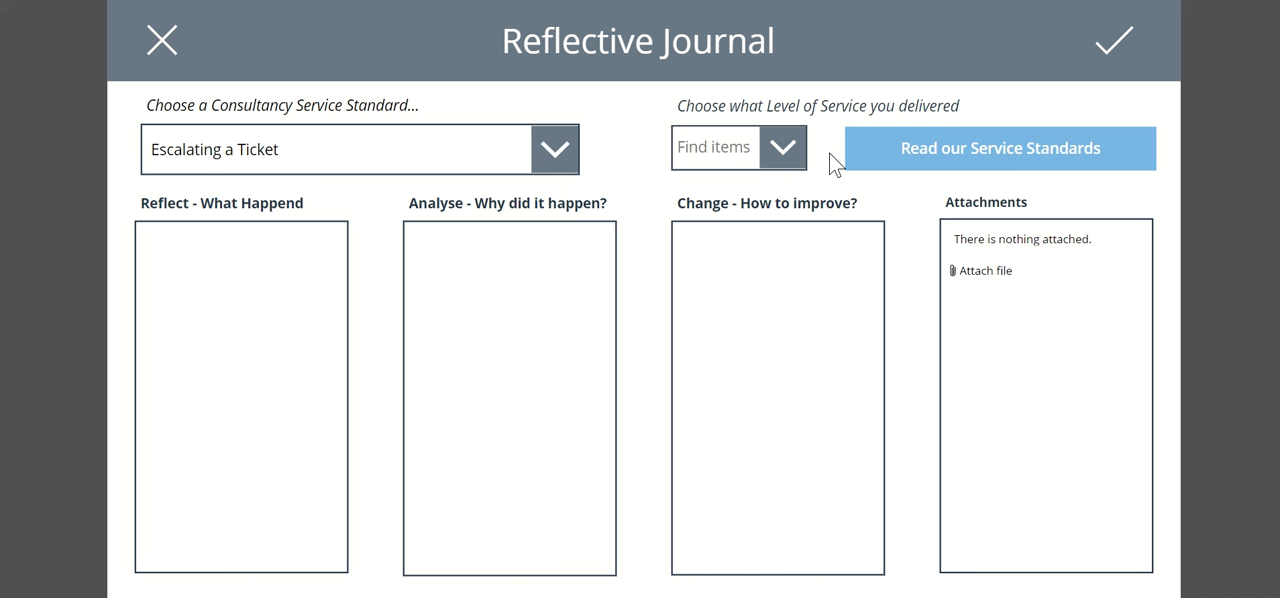 Reflective Journal
Choose a Consultancy Service Standard...
Choose what Level of Service you delivered
Escalating a Ticket
Find items
Read our Service Standards
Reflect - What Happend
Analyse - Why did it happen?
Change - How to improve?
Attachments
There is nothing attached.
Attach file